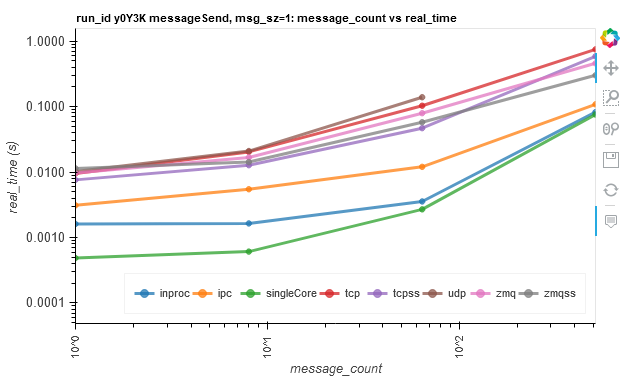 run_id y0Y3K messageSend, msg_sz=1: message_count vs real_time
1.0000
0.1000
0.0100
0.0010
0.0001
real_time (s)
inproc ipc singleCore tcp tcpss udp zmq zmqss
10^0 10^1 10^2
message_count